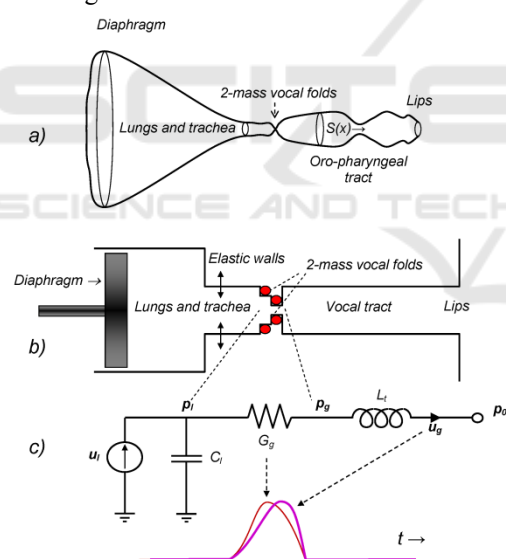 Diaphragm
2-mass vocal folds
Lips
a)
Lungs and trachea
S(x) →
Oro-pharyngeal
tract
SCIENCE AND TECH
Elastic walls
2-mass vocal folds
Diaphragm →
Lungs and trachea
Vocal tract
Lips
b)
p_l
p_g
L_t
p_0
c)
u_l
C_l
G_g
u_g
t →